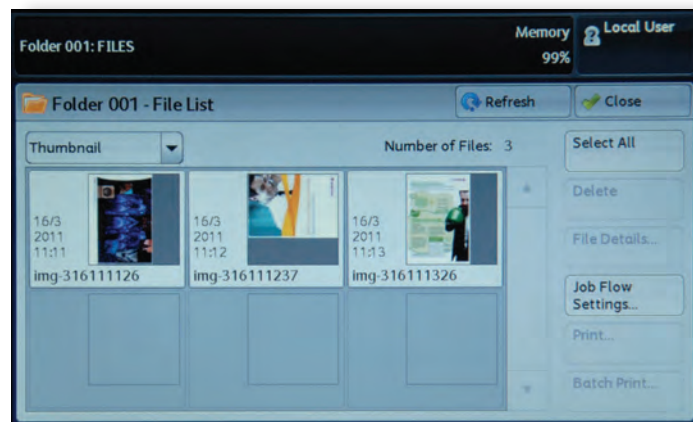 Folder 001: FILES
Memory
99%
Local User
Folder 001 - File List
Refresh
Close
Thumbnail
Number of Files: 3
Select All
Delete
File Details...
Job Flow
Settings...
Print...
Batch Print...
16/3
2011
11:11
img-316111126
16/3
2011
11:12
img-316111237
16/3
2011
11:13
img-316111326